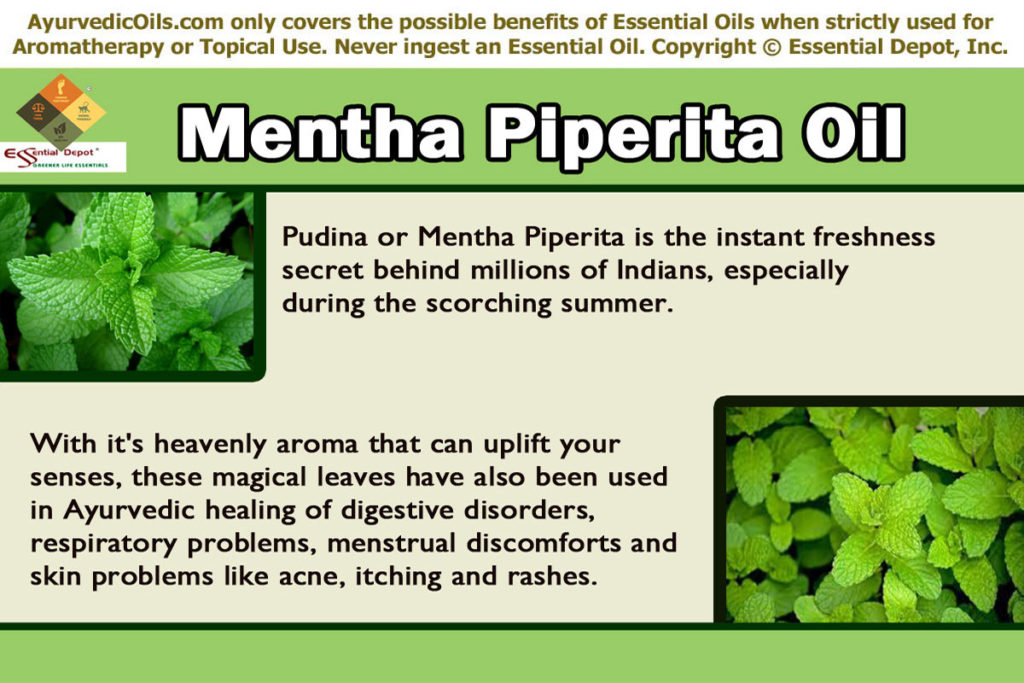 AyurvedicOils.com only covers the possible benefits of Essential Oils when strictly used for
Aromatherapy or Topical Use. Never ingest an Essential Oil. Copyright © Essential Depot, Inc.
Mentha Piperita Oil
ESSential Depot®
GREENER LIFE ESSENTIALS
Pudina or Mentha Piperita is the instant freshness
secret behind millions of Indians, especially
during the scorching summer.
With it's heavenly aroma that can uplift your
senses, these magical leaves have also been used
in Ayurvedic healing of digestive disorders,
respiratory problems, menstrual discomforts and
skin problems like acne, itching and rashes.